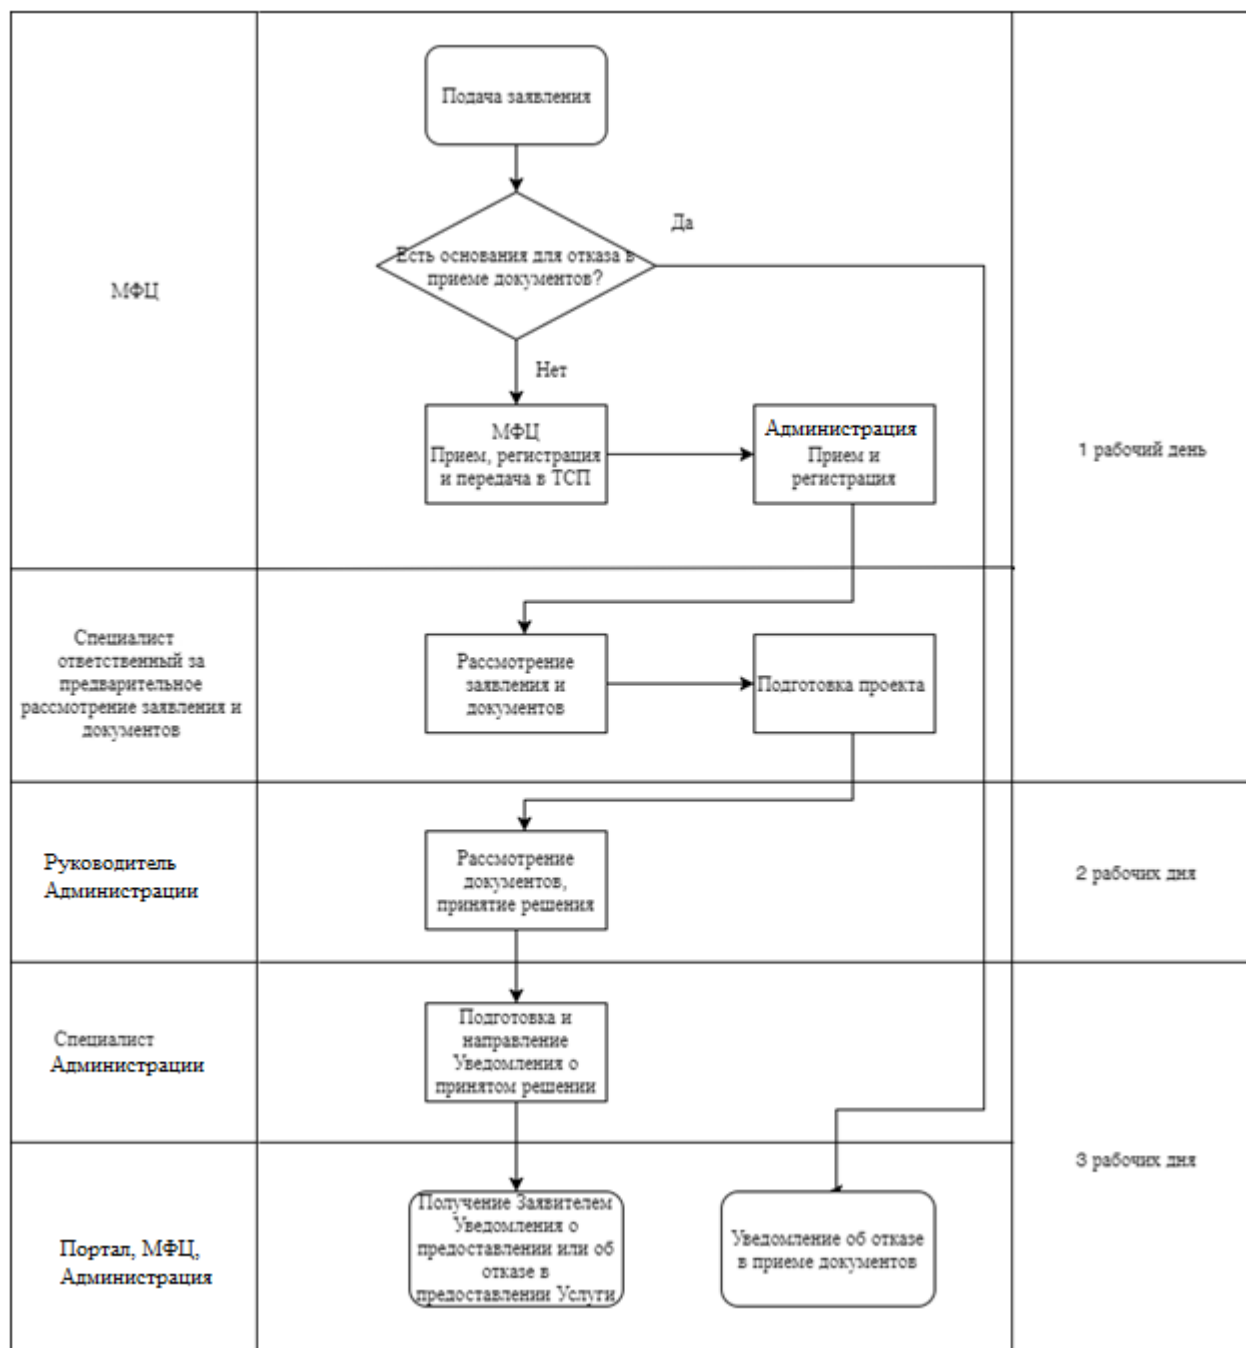 Подача заявления
Да
Есть основания для отказа в
приеме документов?
МФЦ
Нет
МФЦ
Прием, регистрация
и передача в ТСП
Администрация
Прием и
регистрация
1 рабочий день
Специалист
ответственный за
предварительное
рассмотрение заявления и
документов
Рассмотрение
заявления и
документов
Подготовка проекта
Руководитель
Администрации
Рассмотрение
документов,
принятие решения
2 рабочих дня
Специалист
Администрации
Подготовка и
направление
Уведомления о
принятом решении
3 рабочих дня
Портал, МФЦ,
Администрация
Получение Заявителем
Уведомления о
предоставлении или об
отказе в
предоставлении Услуги
Уведомление об отказе
в приеме документов